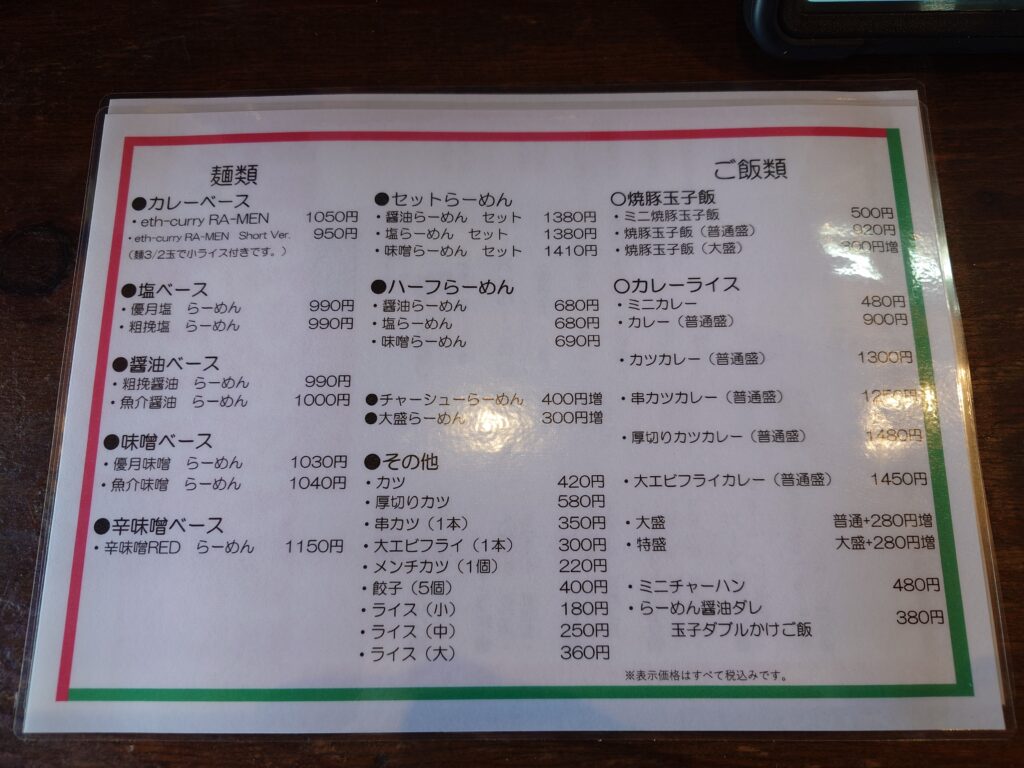 麺類
●カレーベース
・eth-curry RA-MEN 1050円
・eth-curry RA-MEN Short Ver. 950円
（麺3/2玉で小ライス付きです。）
●塩ベース
・優月塩 らーめん 990円
・粗挽塩 らーめん 990円
●醤油ベース
・粗挽醤油 らーめん 990円
・魚介醤油 らーめん 1000円
●味噌ベース
・優月味噌 らーめん 1030円
・魚介味噌 らーめん 1040円
●辛味噌ベース
・辛味噌RED らーめん 1150円
●セットらーめん
・醤油らーめん セット 1380円
・塩らーめん セット 1380円
・味噌らーめん セット 1410円
●ハーフらーめん
・醤油らーめん 680円
・塩らーめん 680円
・味噌らーめん 690円
●チャーシューらーめん 400円増
●大盛らーめん 300円増
●その他
・カツ 420円
・厚切りカツ 580円
・串カツ（1本） 350円
・大エビフライ（1本） 300円
・メンチカツ（1個） 220円
・餃子（5個） 400円
・ライス（小） 180円
・ライス（中） 250円
・ライス（大） 360円
ご飯類
○焼豚玉子飯
・ミニ焼豚玉子飯 500円
・焼豚玉子飯（普通盛） 920円
・焼豚玉子飯（大盛）
○カレーライス
・ミニカレー 480円
・カレー（普通盛） 900円
・カツカレー（普通盛） 1300円
・串カツカレー（普通盛） 1250円
・厚切りカツカレー（普通盛） 1480円
・大エビフライカレー（普通盛） 1450円
・大盛 普通+280円増
・特盛 大盛+280円増
・ミニチャーハン 480円
・らーめん醤油ダレ
玉子ダブルかけご飯 380円
※表示価格はすべて税込みです。